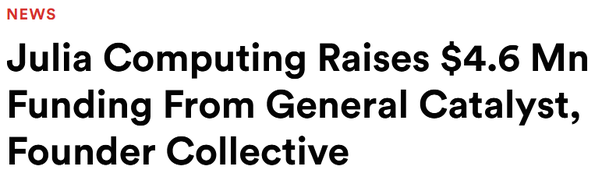 NEWS
Julia Computing Raises $4.6 Mn
Funding From General Catalyst,
Founder Collective